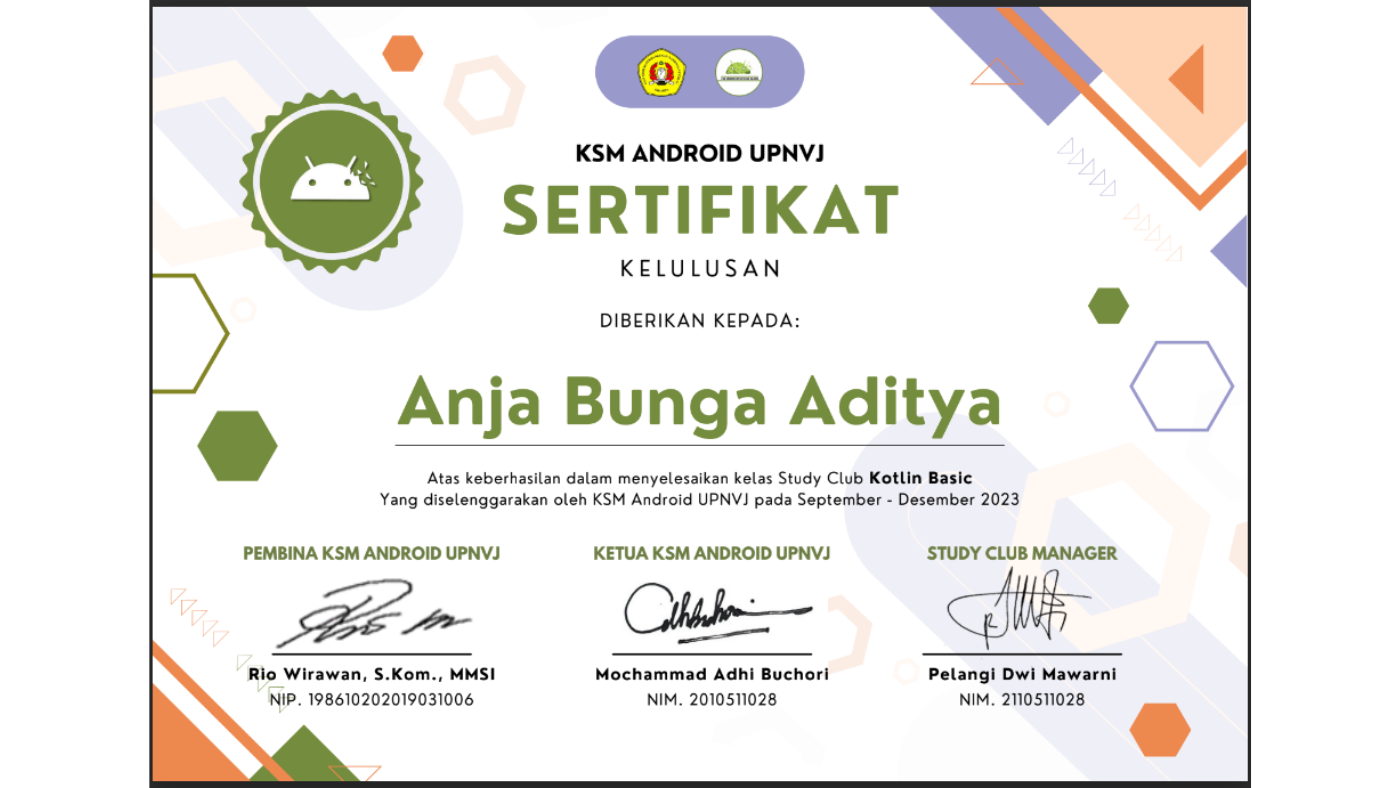 KSM ANDROID UPNVJ
SERTIFIKAT
KELULUSAN
DIBERIKAN KEPADA:
Anja Bunga Aditya
Atas keberhasilan dalam menyelesaikan kelas Study Club Kotlin Basic
Yang diselenggarakan oleh KSM Android UPNVJ pada September - Desember 2023
PEMBINA KSM ANDROID UPNVJ
KETUA KSM ANDROID UPNVJ
STUDY CLUB MANAGER
Rio Wirawan, S.Kom., MMSI
Mochammad Adhi Buchori
Pelangi Dwi Mawarni
NIP. 198610202019031006
NIM. 2010511028
NIM. 2110511028